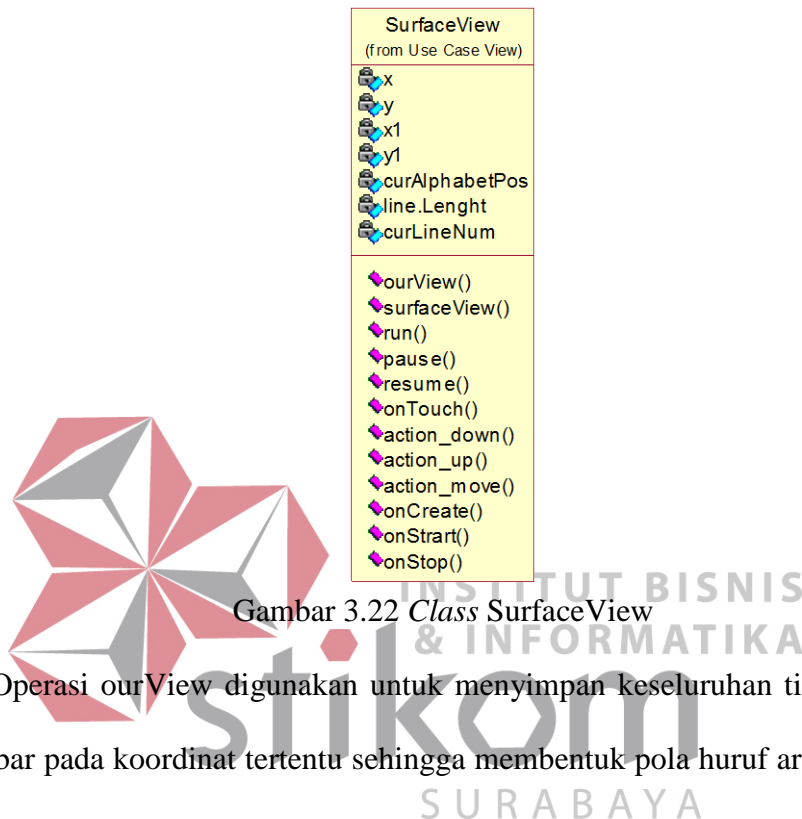 SurfaceView
(from Use Case View)
x
y
x1
y1
curAlphabetPos
line.Lenght
curLineNum
ourView()
surfaceView()
run()
pause()
resume()
onTouch()
action_down()
action_up()
action_move()
onCreate()
onStrart()
onStop()
INSTITUT BISNIS
Gambar 3.22 Class SurfaceView
& INFORMATIKA
stikom
Operasi ourView digunakan untuk menyimpan keseluruhan ti
bar pada koordinat tertentu sehingga membentuk pola huruf ar
SURABAYA